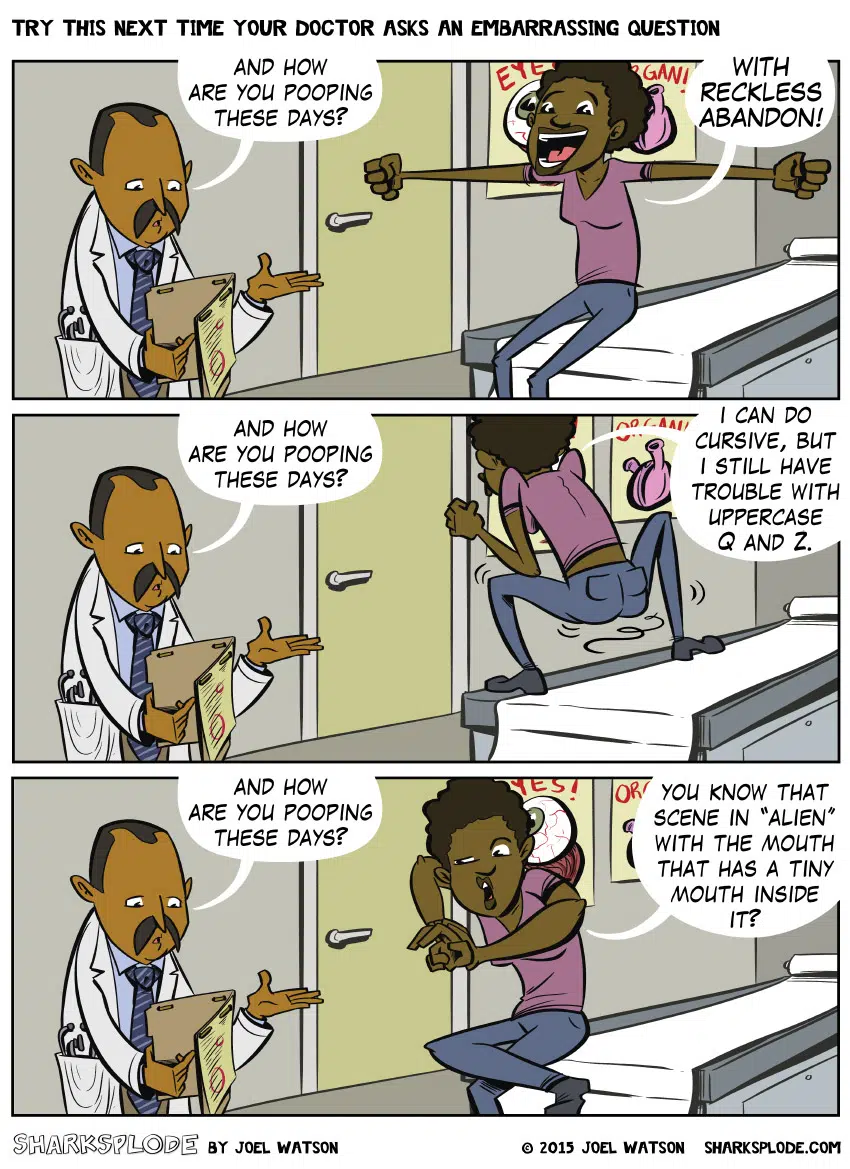 TRY THIS NEXT TIME YOUR DOCTOR ASKS AN EMBARRASSING QUESTION
AND HOW
ARE YOU POOPING
THESE DAYS?
WITH
RECKLESS
ABANDON!
AND HOW
ARE YOU POOPING
THESE DAYS?
I CAN DO
CURSIVE, BUT
I STILL HAVE
TROUBLE WITH
UPPERCASE
Q AND Z.
AND HOW
ARE YOU POOPING
THESE DAYS?
YES!
YOU KNOW THAT
SCENE IN "ALIEN"
WITH THE MOUTH
THAT HAS A TINY
MOUTH INSIDE
IT?
SHARKSPLODE BY JOEL WATSON
© 2015 JOEL WATSON SHARKSPLODE.COM